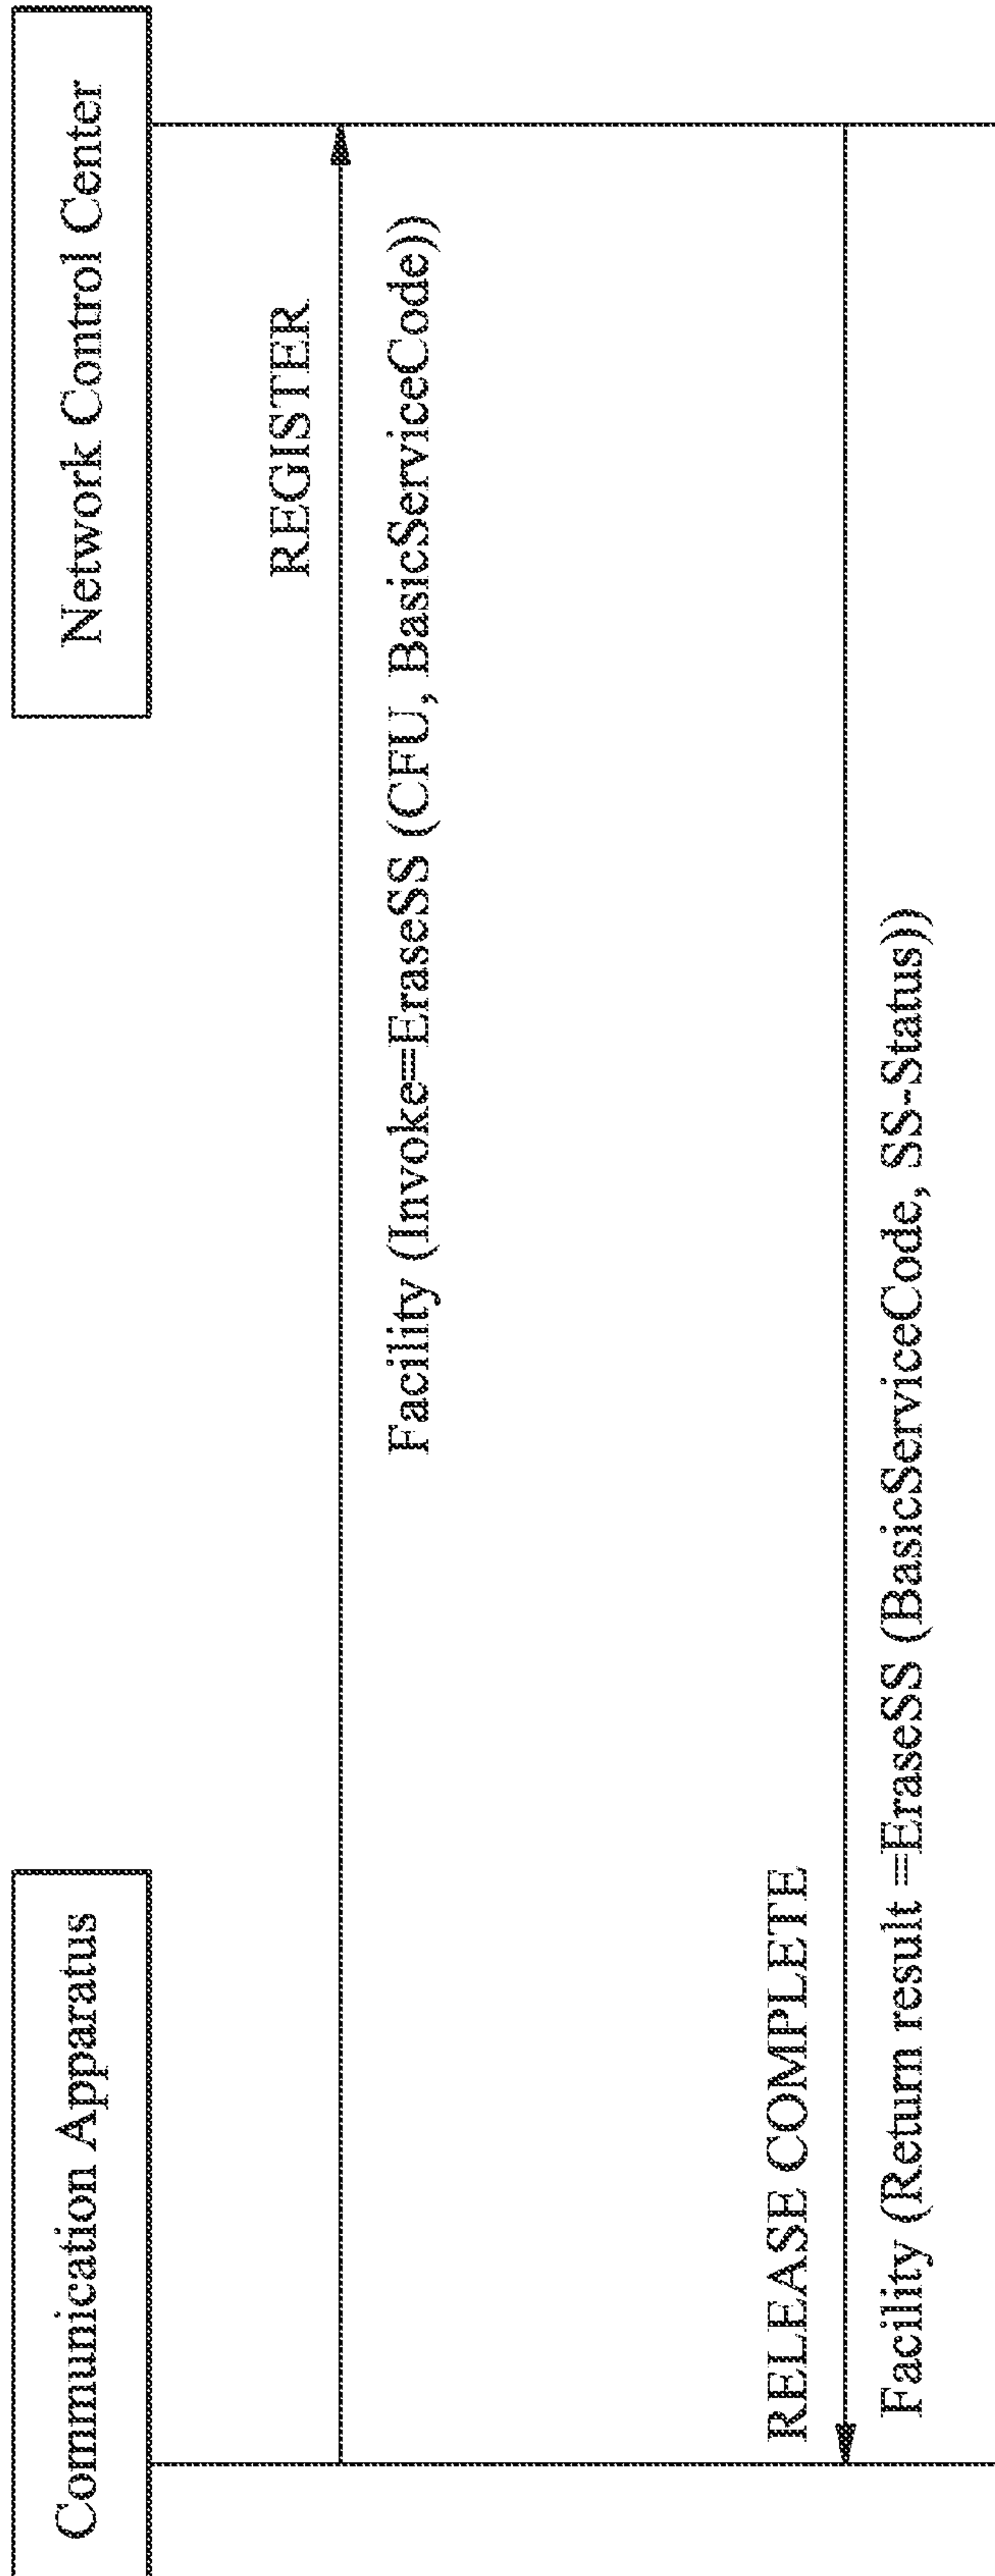 Communication Apparatus
Network Control Center
REGISTER
Facility (Invoke=EraseSS (CFU, BasicServiceCode))
RELEASE COMPLETE
Facility (Return result =EraseSS (BasicServiceCode, SS-Status))